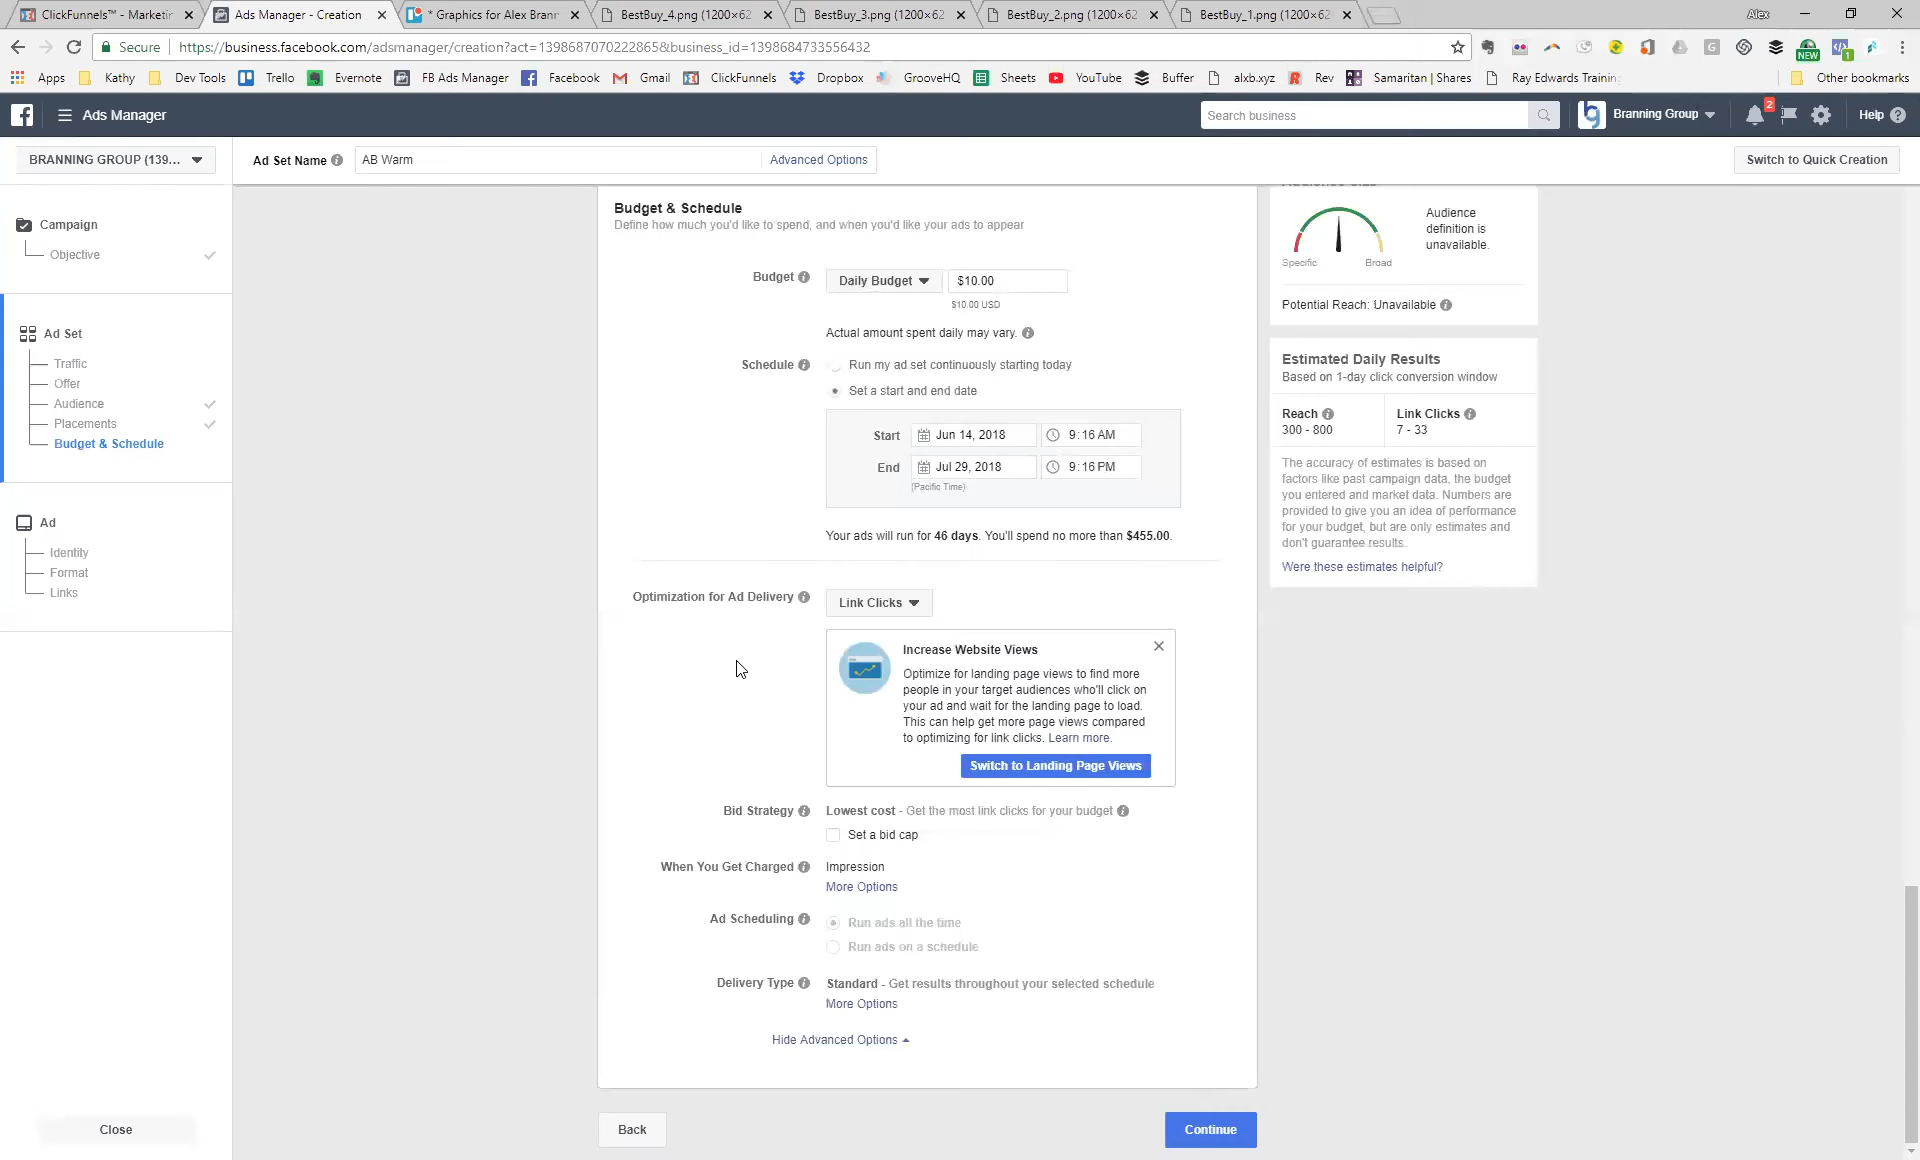 ClickFunnels™ - Marketin
Ads Manager - Creation
* Graphics for Alex Brann
BestBuy_4.png (1200×62
BestBuy_3.png (1200×62
BestBuy_2.png (1200×62
BestBuy_1.png (1200×62
Alex
Secure
https://business.facebook.com/adsmanager/creation?act=1398687070222865&business_id=1398684733556432
NEW
1
Apps
Kathy
Dev Tools
Trello
Evernote
FB Ads Manager
Facebook
Gmail
ClickFunnels
Dropbox
GrooveHQ
Sheets
YouTube
Buffer
alxb.xyz
Rev
Samaritan | Shares
Ray Edwards Trainin
Other bookmarks
Ads Manager
Search business
Branning Group
2
Help
BRANNING GROUP (139...
Ad Set Name
AB Warm
Advanced Options
Switch to Quick Creation
Campaign
Objective
Ad Set
Traffic
Offer
Audience
Placements
Budget & Schedule
Ad
Identity
Format
Links
Close
Budget & Schedule
Define how much you'd like to spend, and when you'd like your ads to appear
Budget
Daily Budget
$10.00
$10.00 USD
Actual amount spent daily may vary.
Schedule
Run my ad set continuously starting today
Set a start and end date
Start
Jun 14, 2018
9:16 AM
End
Jul 29, 2018
9:16 PM
(Pacific Time)
Your ads will run for 46 days. You'll spend no more than $455.00.
Optimization for Ad Delivery
Link Clicks
Increase Website Views
Optimize for landing page views to find more
people in your target audiences who'll click on
your ad and wait for the landing page to load.
This can help get more page views compared
to optimizing for link clicks. Learn more.
Switch to Landing Page Views
Bid Strategy
Lowest cost - Get the most link clicks for your budget
Set a bid cap
When You Get Charged
Impression
More Options
Ad Scheduling
Run ads all the time
Run ads on a schedule
Delivery Type
Standard - Get results throughout your selected schedule
More Options
Hide Advanced Options
Back
Continue
Audience Size
Audience
definition is
unavailable.
Specific
Broad
Potential Reach: Unavailable
Estimated Daily Results
Based on 1-day click conversion window
Reach
300 - 800
Link Clicks
7 - 33
The accuracy of estimates is based on
factors like past campaign data, the budget
you entered and market data. Numbers are
provided to give you an idea of performance
for your budget, but are only estimates and
don't guarantee results.
Were these estimates helpful?